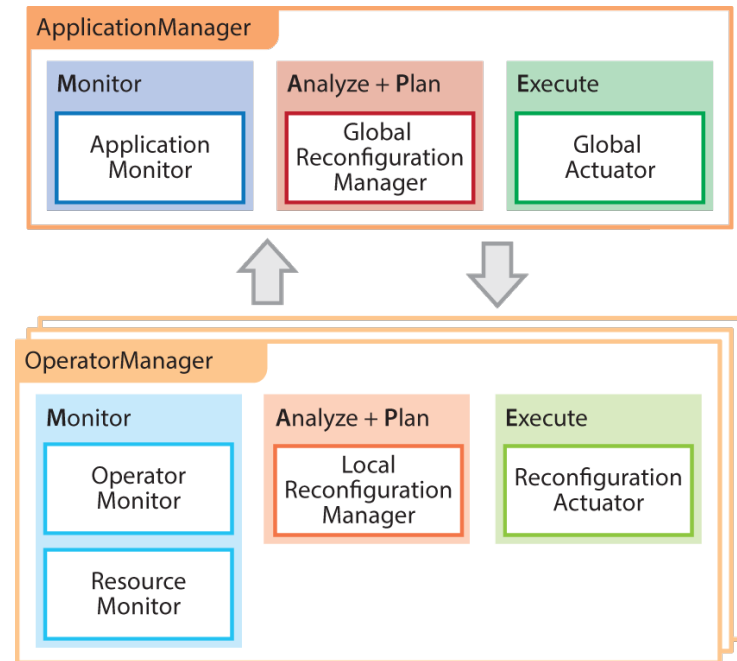 ApplicationManager
Monitor
Application
Monitor
Analyze + Plan
Global
Reconfiguration
Manager
Execute
Global
Actuator
OperatorManager
Monitor
Operator
Monitor
Resource
Monitor
Analyze + Plan
Local
Reconfiguration
Manager
Execute
Reconfiguration
Actuator